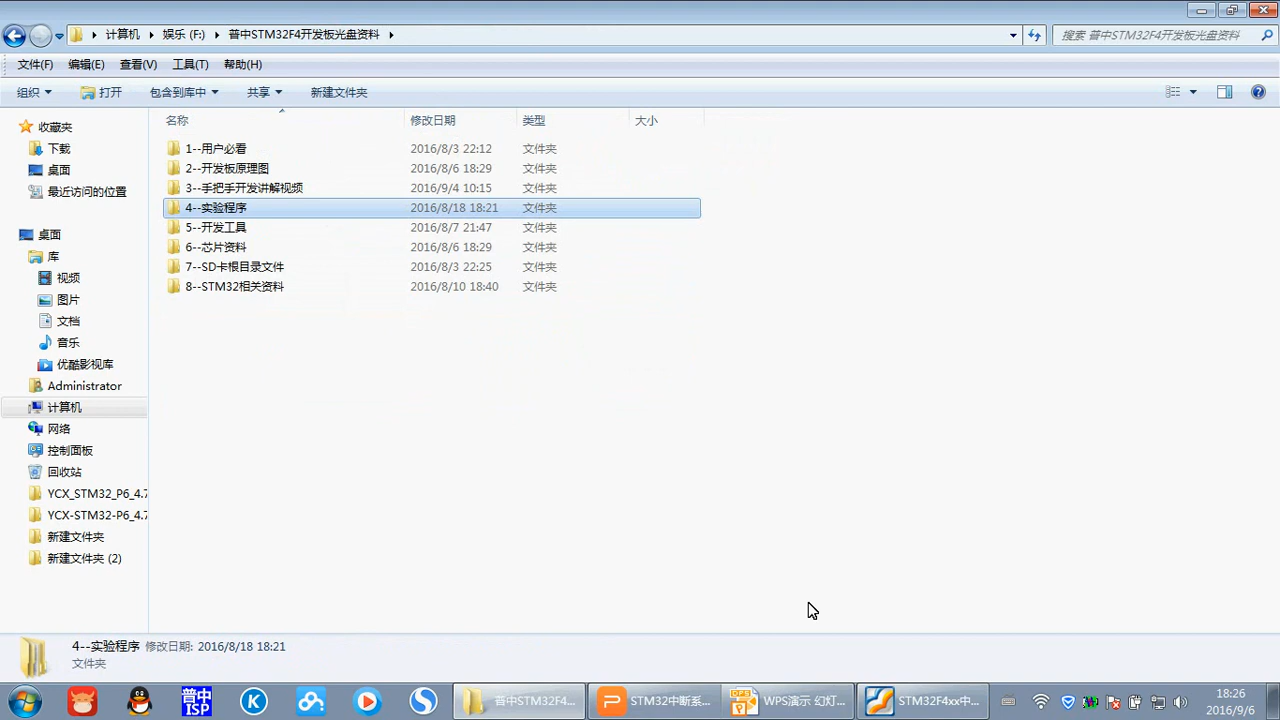 计算机 娱乐 (F:) 普中STM32F4开发板光盘资料
搜索 普中STM32F4开发板光盘资料
文件(F) 编辑(E) 查看(V) 工具(T) 帮助(H)
组织 打开 包含到库中 共享 新建文件夹
名称 修改日期 类型 大小
1--用户必看 2016/8/3 22:12 文件夹
2--开发板原理图 2016/8/6 18:29 文件夹
3--手把手开发讲解视频 2016/9/4 10:15 文件夹
4--实验程序 2016/8/18 18:21 文件夹
5--开发工具 2016/8/7 21:47 文件夹
6--芯片资料 2016/8/6 18:29 文件夹
7--SD卡根目录文件 2016/8/3 22:25 文件夹
8--STM32相关资料 2016/8/10 18:40 文件夹
收藏夹
下载
桌面
最近访问的位置
桌面
库
视频
图片
文档
音乐
优酷影视库
Administrator
计算机
网络
控制面板
回收站
YCX_STM32_P6_4.7
YCX-STM32-P6_4.7
新建文件夹
新建文件夹 (2)
4--实验程序 修改日期: 2016/8/18 18:21
文件夹
普中
ISP
普中STM32F4...
STM32中断系...
WPS演示 幻灯...
STM32F4xx中...
18:26
2016/9/6